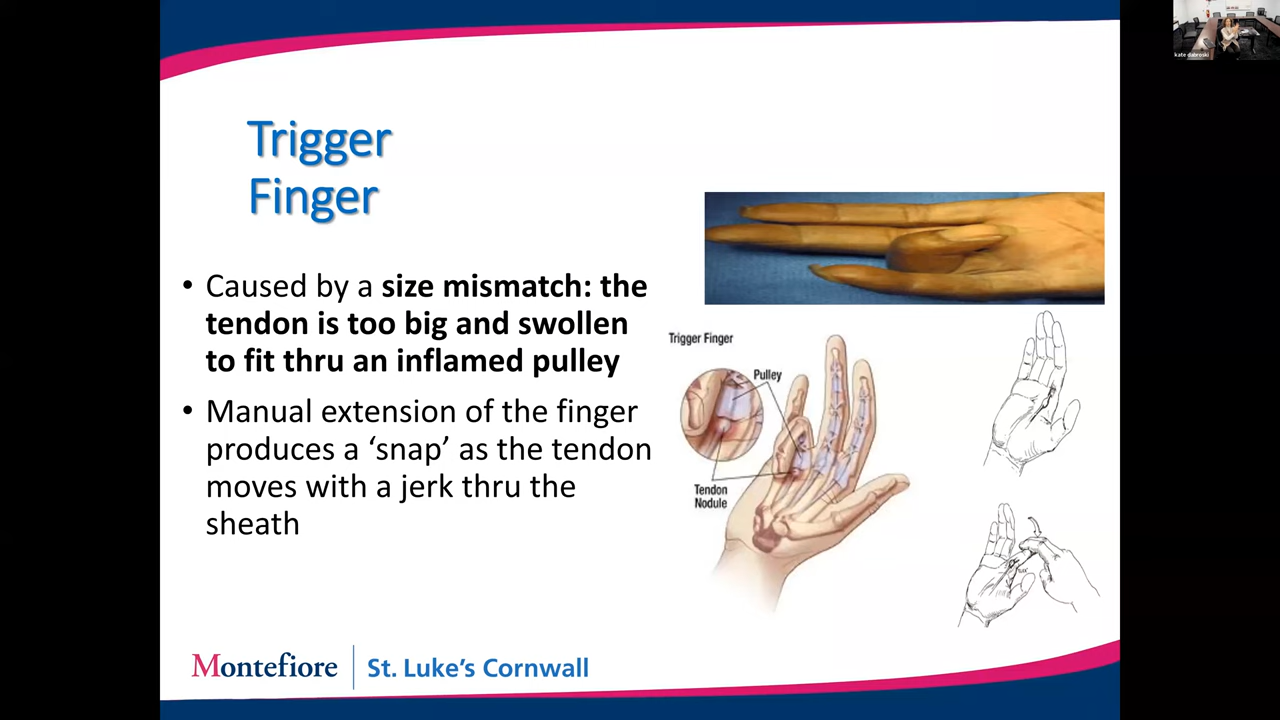 kate dabroski
Trigger
Finger
• Caused by a size mismatch: the
tendon is too big and swollen
to fit thru an inflamed pulley
• Manual extension of the finger
produces a ‘snap’ as the tendon
moves with a jerk thru the
sheath
Trigger Finger
Pulley
Tendon
Nodule
Montefiore
St. Luke's Cornwall